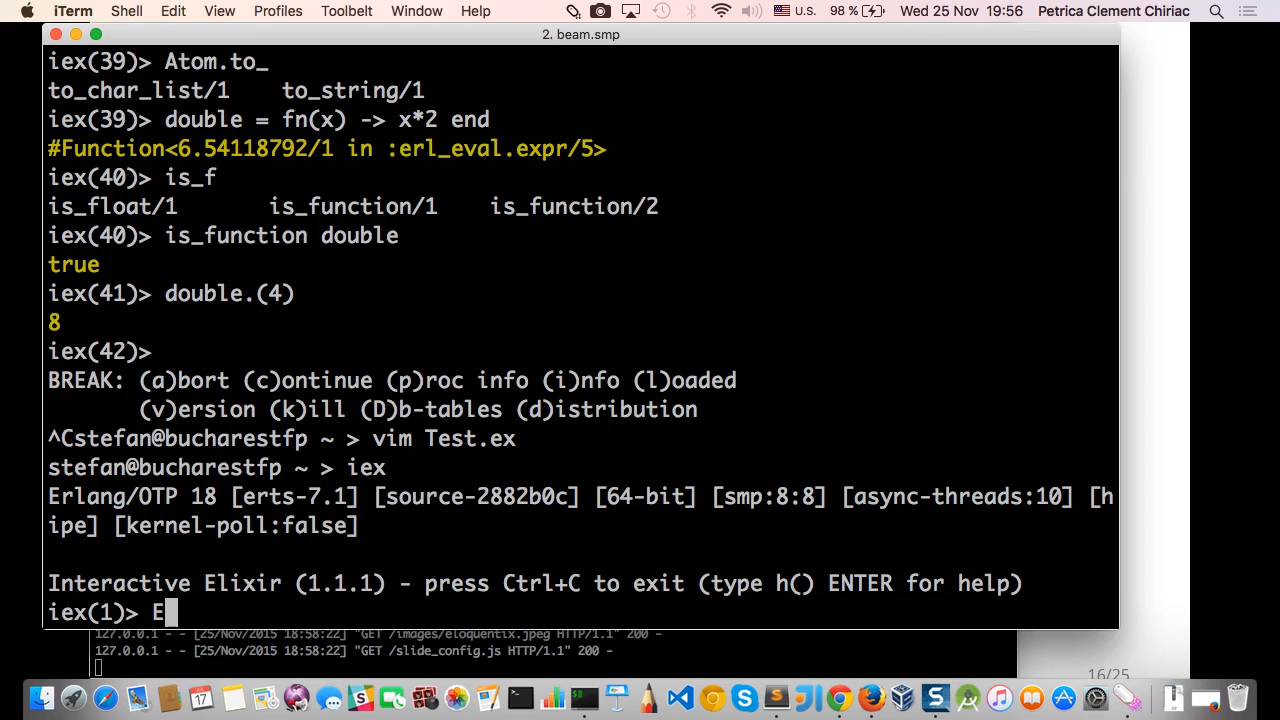 iTerm Shell Edit View Profiles Toolbelt Window Help U.S. 98 % Wed 25 Nov 19:56 Petrica Clement Chiriac
2. beam.smp
iex(39)> Atom.to_
to_char_list/1 to_string/1
iex(39)> double = fn(x) -> x*2 end
#Function<6.54118792/1 in :erl_eval.expr/5>
iex(40)> is_f
is_float/1 is_function/1 is_function/2
iex(40)> is_function double
true
iex(41)> double.(4)
8
iex(42)>
BREAK: (a)bort (c)ontinue (p)roc info (i)nfo (l)oaded
(v)ersion (k)ill (D)b-tables (d)istribution
^Cstefan@bucharestfp ~ > vim Test.ex
stefan@bucharestfp ~ > iex
Erlang/OTP 18 [erts-7.1] [source-2882b0c] [64-bit] [smp:8:8] [async-threads:10] [h
ipe] [kernel-poll:false]
Interactive Elixir (1.1.1) - press Ctrl+C to exit (type h() ENTER for help)
iex(1)> E
127.0.0.1 - - [25/Nov/2015 18:58:22] "GET /images/eloquentix.jpeg HTTP/1.1" 200 -
127.0.0.1 - - [25/Nov/2015 18:58:22] "GET /slide_config.js HTTP/1.1" 200 -
16/25
17